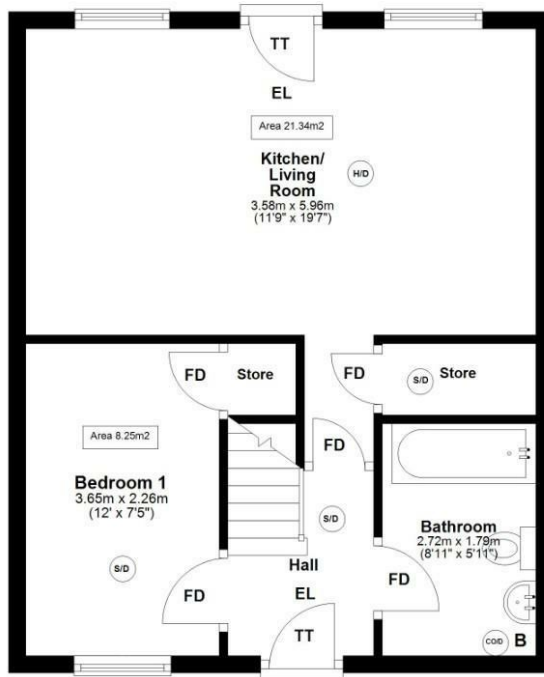 TT
EL
Area 21.34m2
Kitchen/
Living
Room
3.58m x 5.96m
(11'9" x 19'7")
H/D
FD
Store
FD
S/D
Store
Area 8.25m2
FD
Bedroom 1
3.65m x 2.26m
(12' x 7'5")
S/D
Bathroom
2.72m x 1.79m
(8'11" x 5'11")
S/D
Hall
FD
FD
EL
TT
CO/D
B